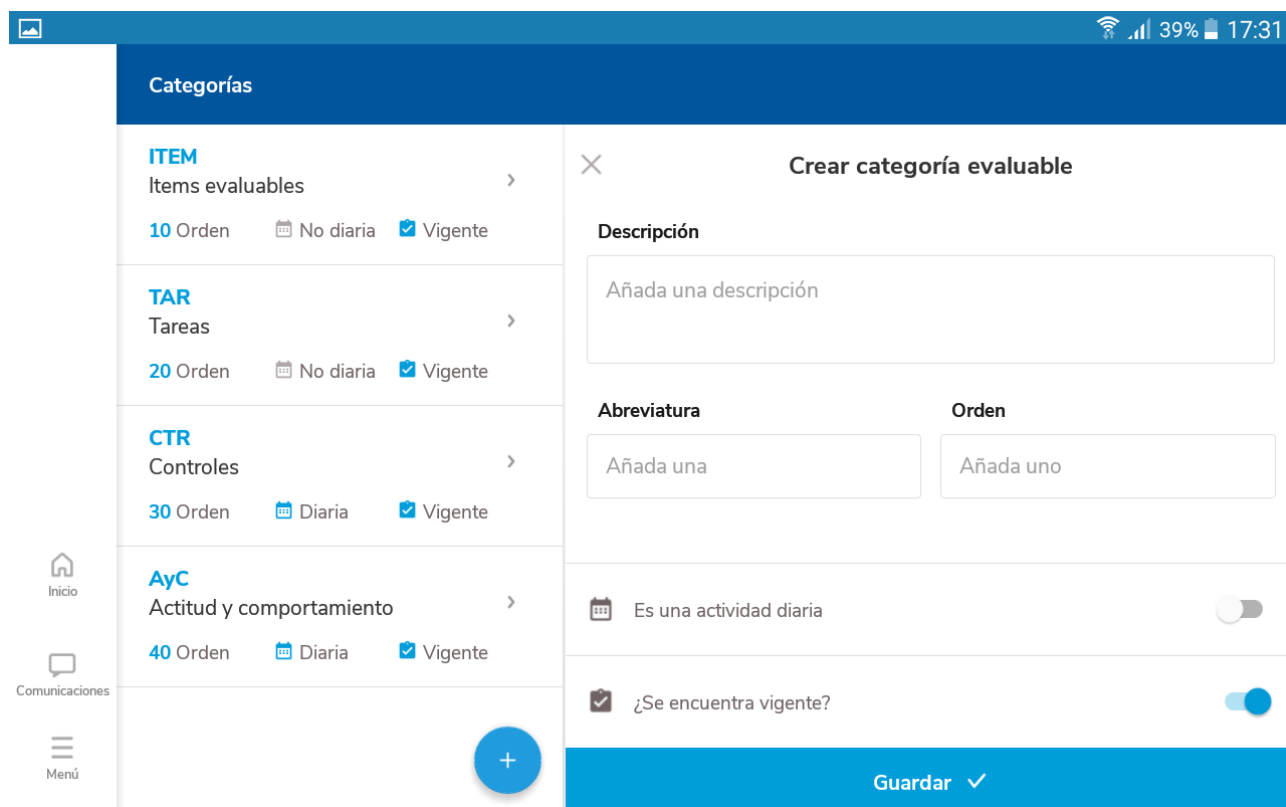 39% 17:31
Categorías
ITEM
Items evaluables
10 Orden No diaria Vigente
TAR
Tareas
20 Orden No diaria Vigente
CTR
Controles
30 Orden Diaria Vigente
AyC
Actitud y comportamiento
40 Orden Diaria Vigente
+
Inicio
Comunicaciones
Menú
Crear categoría evaluable
Descripción
Añada una descripción
Abreviatura Orden
Añada una Añada uno
Es una actividad diaria
¿Se encuentra vigente?
Guardar